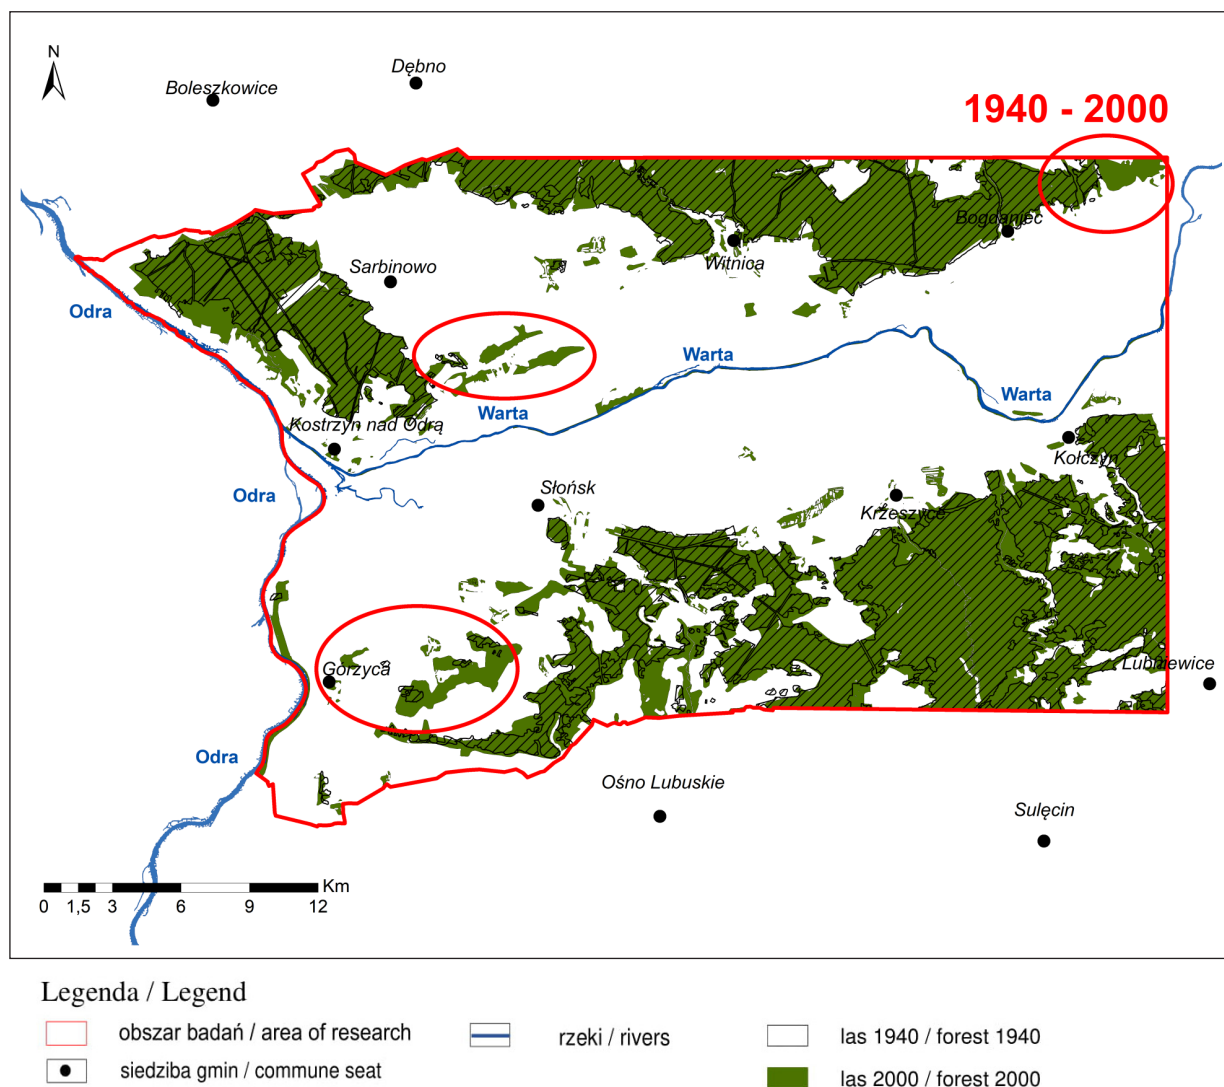 N
Dębno
Boleszkowice
1940 - 2000
Bogdaniec
Witnica
Sarbinowo
Odra
Warta
Warta
Warta
Kostrzyn nad Odrą
Kołczyn
Odra
Słońsk
Krzeszyce
Górzyca
Lubniewice
Odra
Ośno Lubuskie
Sulęcin
Km
0 1,5 3 6 9 12
Legenda / Legend
obszar badań / area of research
rzeki / rivers
las 1940 / forest 1940
siedziba gmin / commune seat
las 2000 / forest 2000